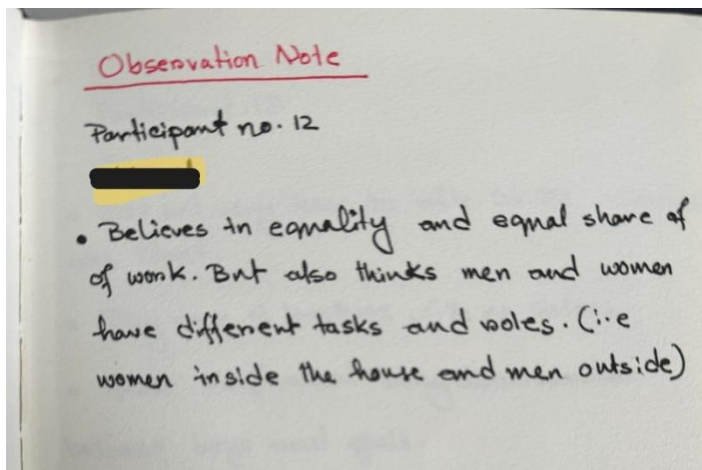 Observation Note
Participant no. 12
• Believes in equality and equal share of
of work. But also thinks men and women
have different tasks and roles. (i.e
women inside the house and men outside)